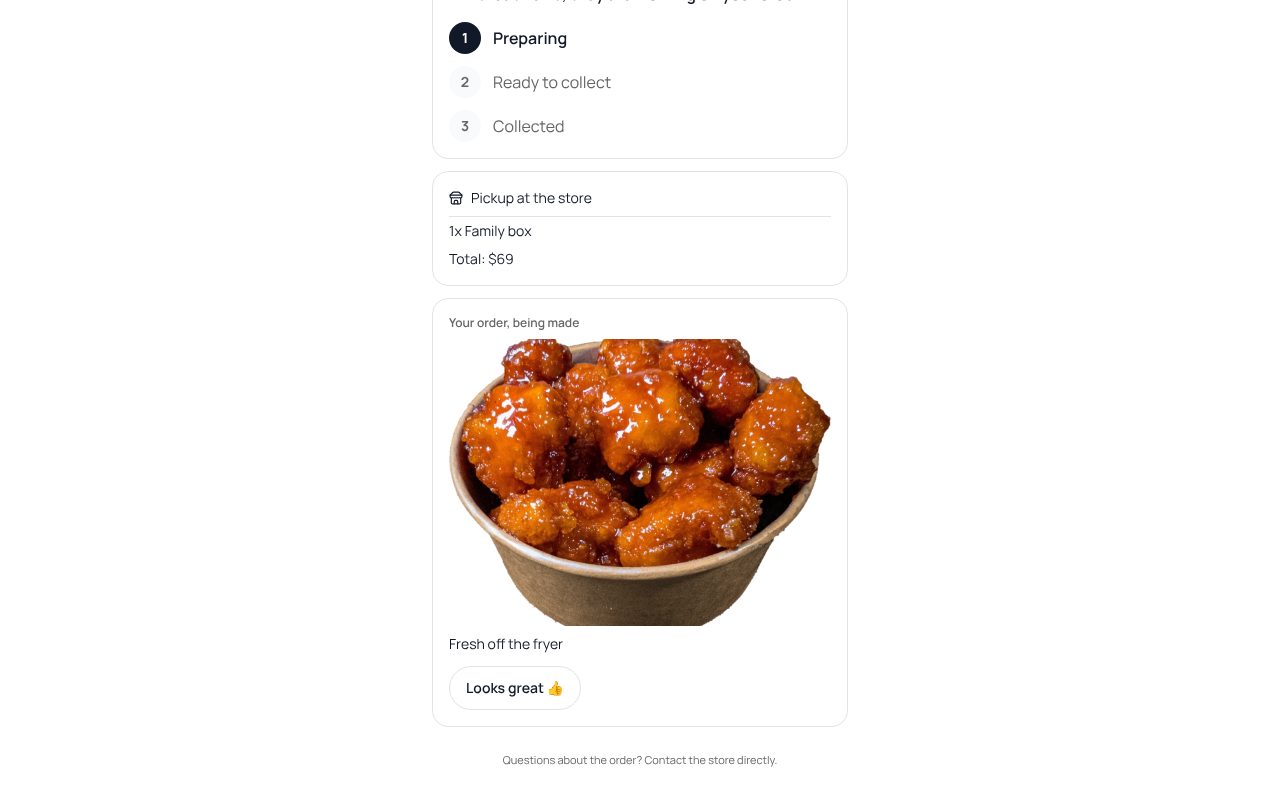 1 Preparing
2 Ready to collect
3 Collected
Pickup at the store
1x Family box
Total: $69
Your order, being made
Fresh off the fryer
Looks great 👍
Questions about the order? Contact the store directly.